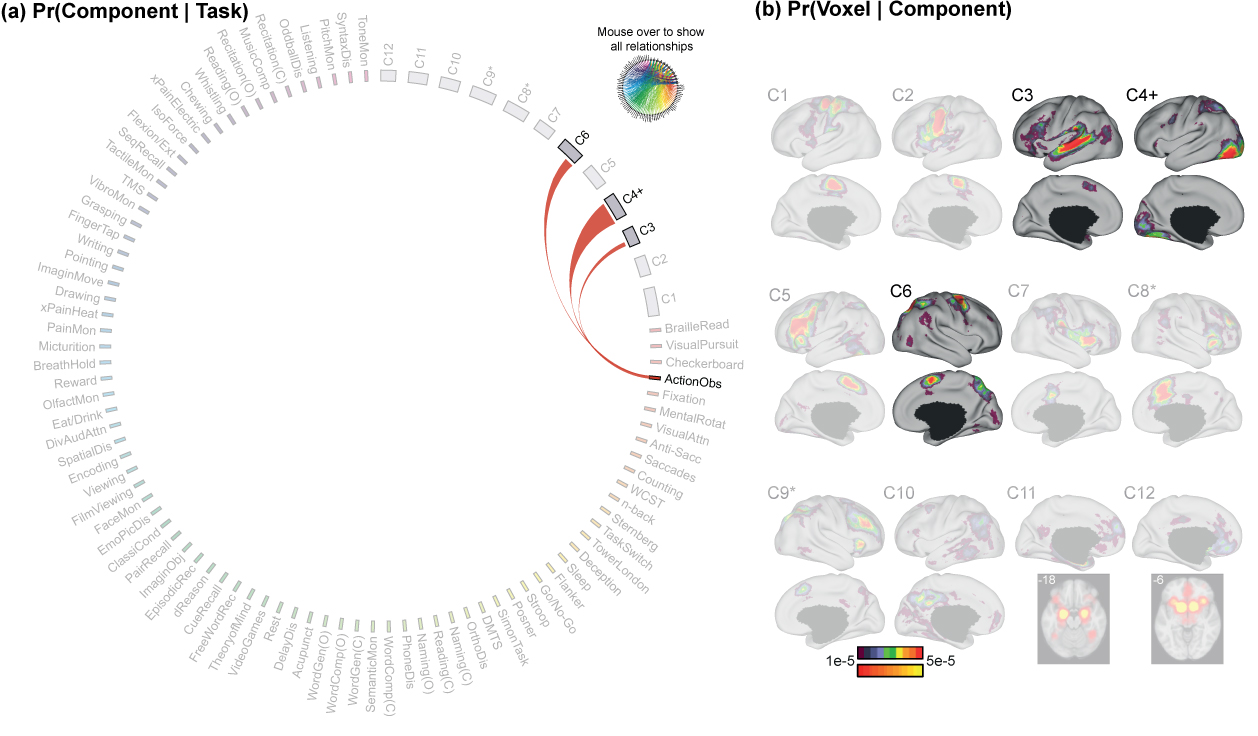 (a) Pr(Component | Task)
(b) Pr(Voxel | Component)
Mouse over to show
all relationships
ToneMon
SyntaxDis
PitchMon
Listening
OddballDis
Recitation(C)
MusicComp
Recitation(O)
Reading(O)
Whistling
Chewing
xPainElectric
IsoForce
Flexion/Ext
SeqRecall
TactileMon
TMS
VibroMon
Grasping
FingerTap
Writing
Pointing
ImaginMove
Drawing
xPainHeat
PainMon
Micturition
BreathHold
Reward
OlfactMon
Eat/Drink
DivAudAttn
SpatialDis
Encoding
Viewing
FilmViewing
FaceMon
EmoPicDis
ClassiCond
PairRecall
ImaginObj
EpisodicRec
dReason
CueRecall
FreeWordRec
TheoryofMind
VideoGames
Rest
DelayDis
Acupunct
WordGen(O)
WordComp(O)
WordGen(C)
SemanticMon
WordComp(C)
PhoneDis
Naming(O)
Reading(C)
Naming(C)
OrthoDis
DMTS
SimonTask
Posner
Stroop
Go/No-Go
Flanker
Sleep
Deception
TowerLondon
TaskSwitch
Sternberg
n-back
WCST
Counting
Saccades
Anti-Sacc
VisualAttn
MentalRotat
Fixation
ActionObs
Checkerboard
VisualPursuit
BrailleRead
C1
C2
C3
C4+
C5
C6
C7
C8*
C9*
C10
C11
C12
C1
C2
C3
C4+
C5
C6
C7
C8*
C9*
C10
C11
C12
-18
-6
1e-5
5e-5